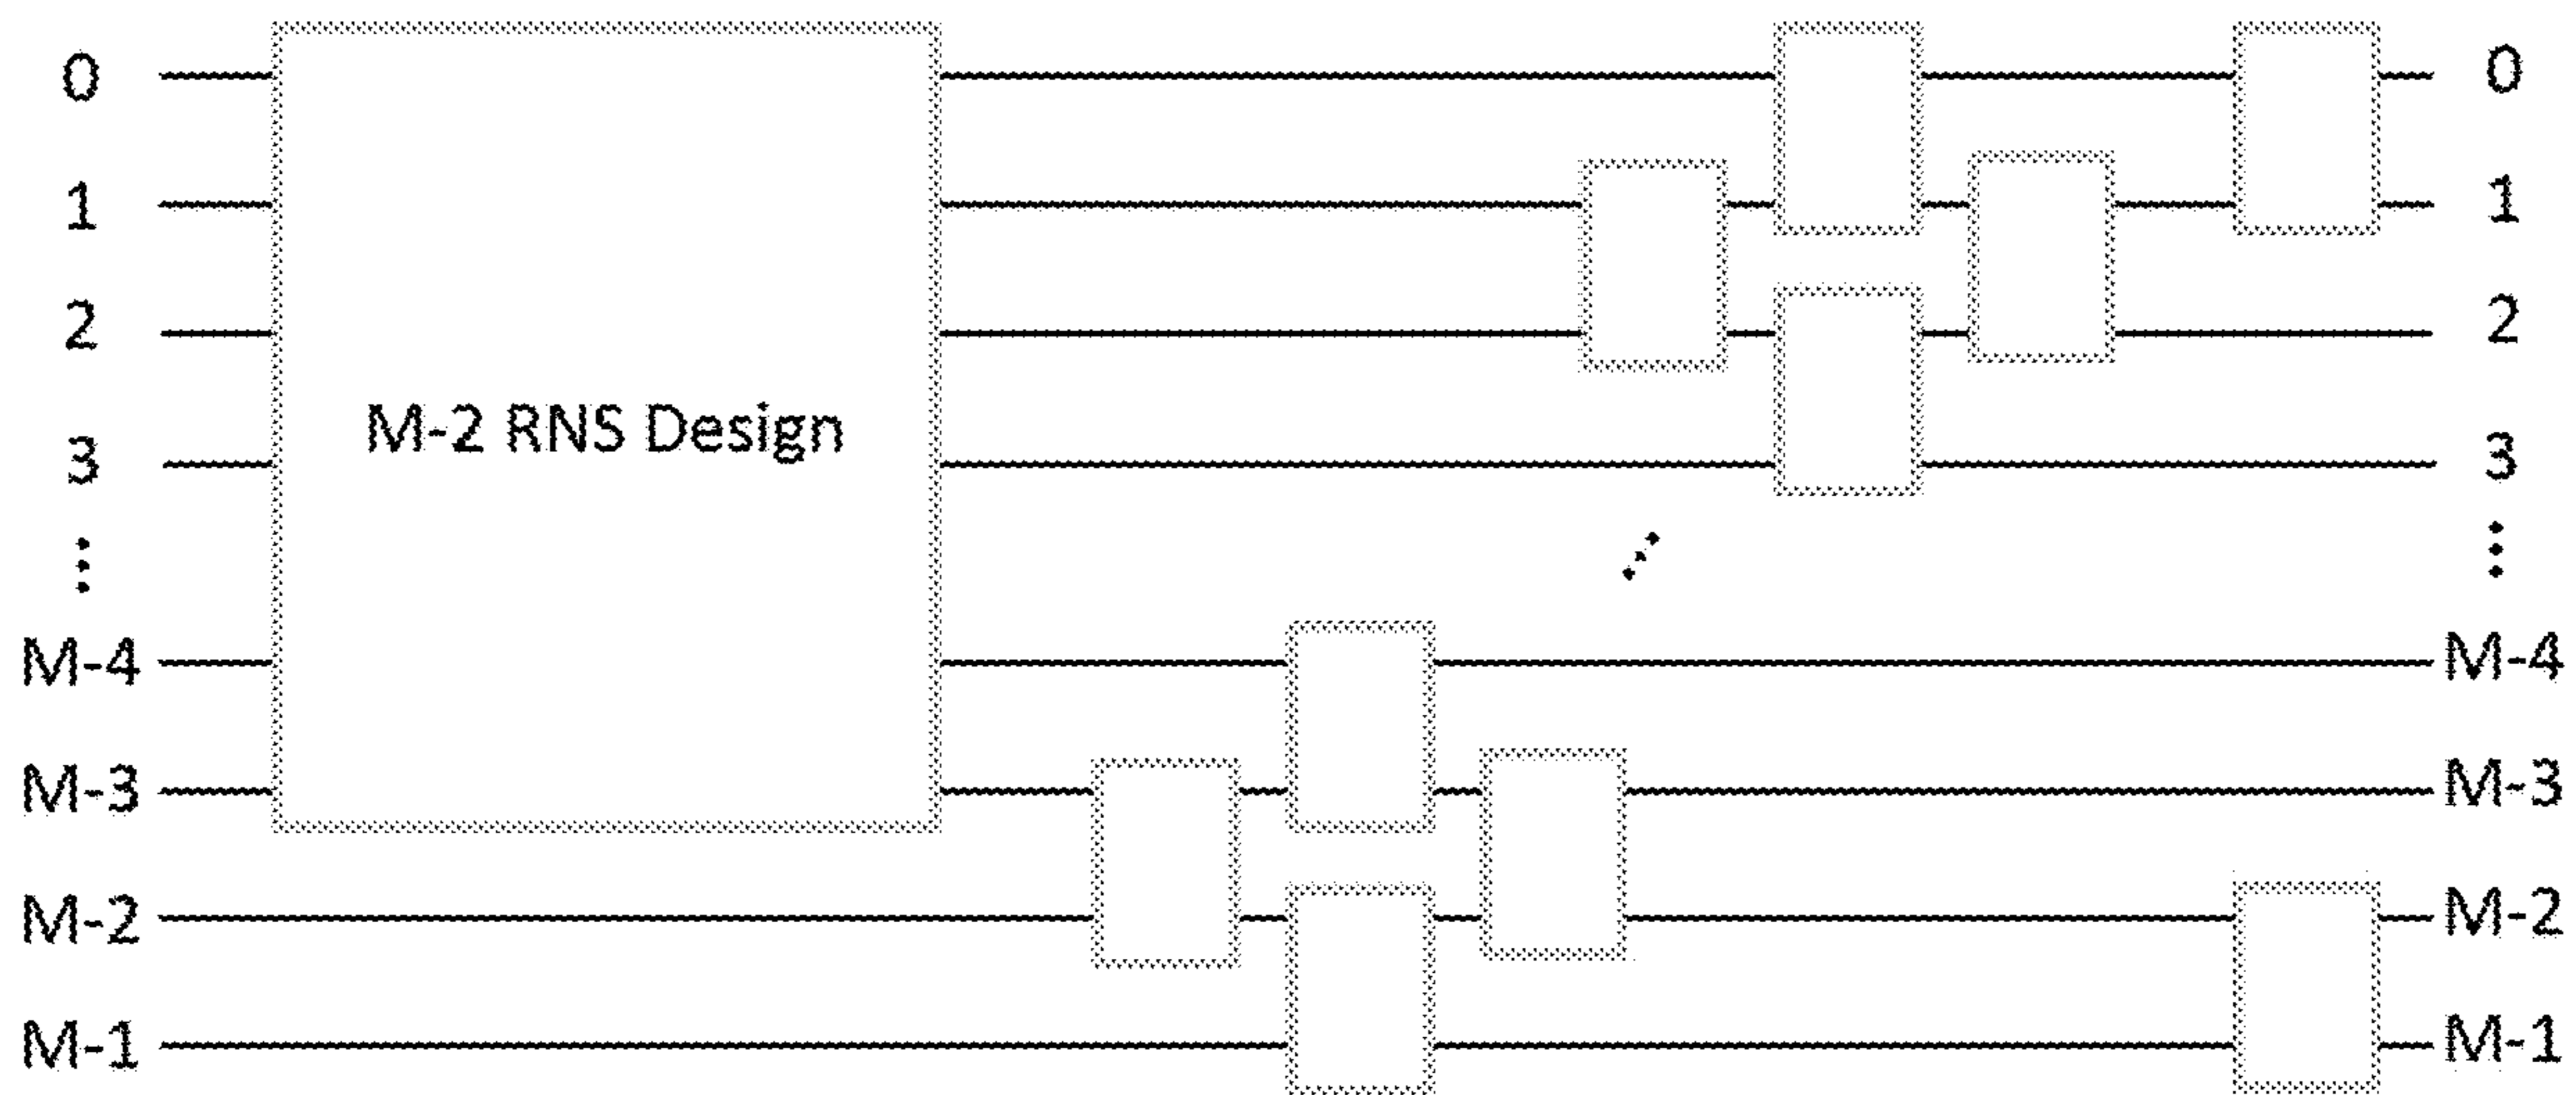 0 0
1 1
2 2
M-2 RNS Design
3 3
⋮ ⋮
M-4 M-4
M-3 M-3
M-2 M-2
M-1 M-1